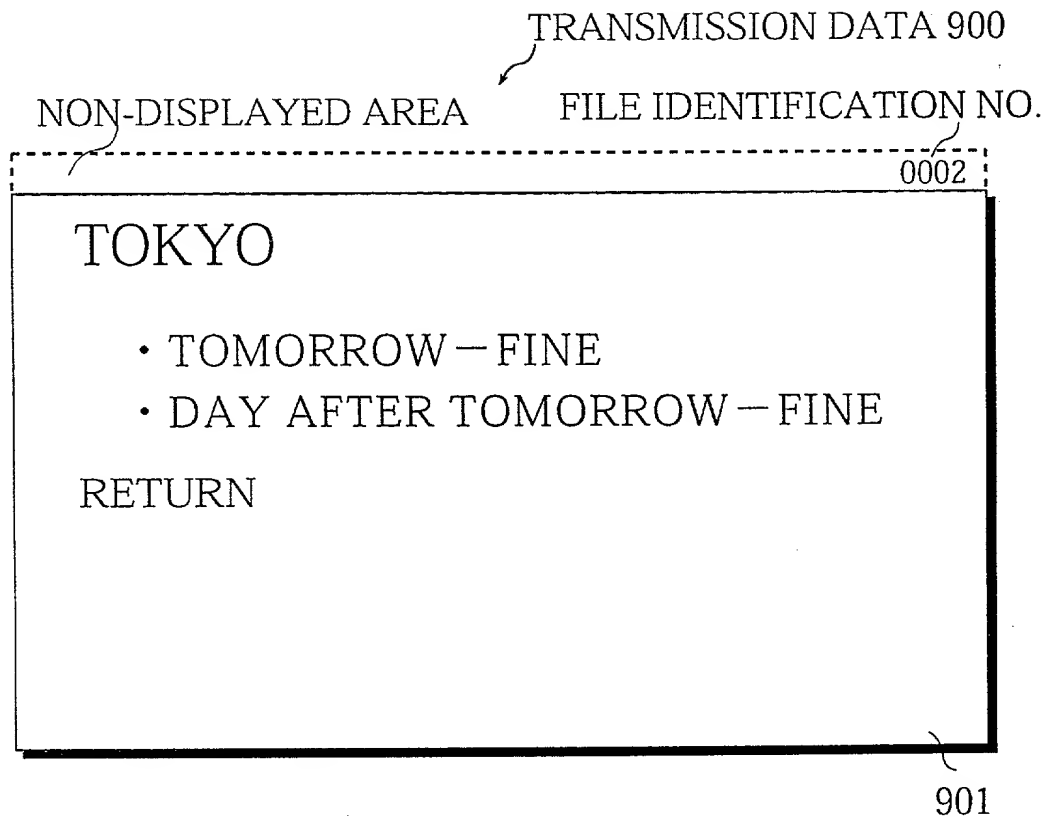 TRANSMISSION DATA 900
NON-DISPLAYED AREA
FILE IDENTIFICATION NO.
0002
TOKYO
・TOMORROW—FINE
・DAY AFTER TOMORROW—FINE
RETURN
901